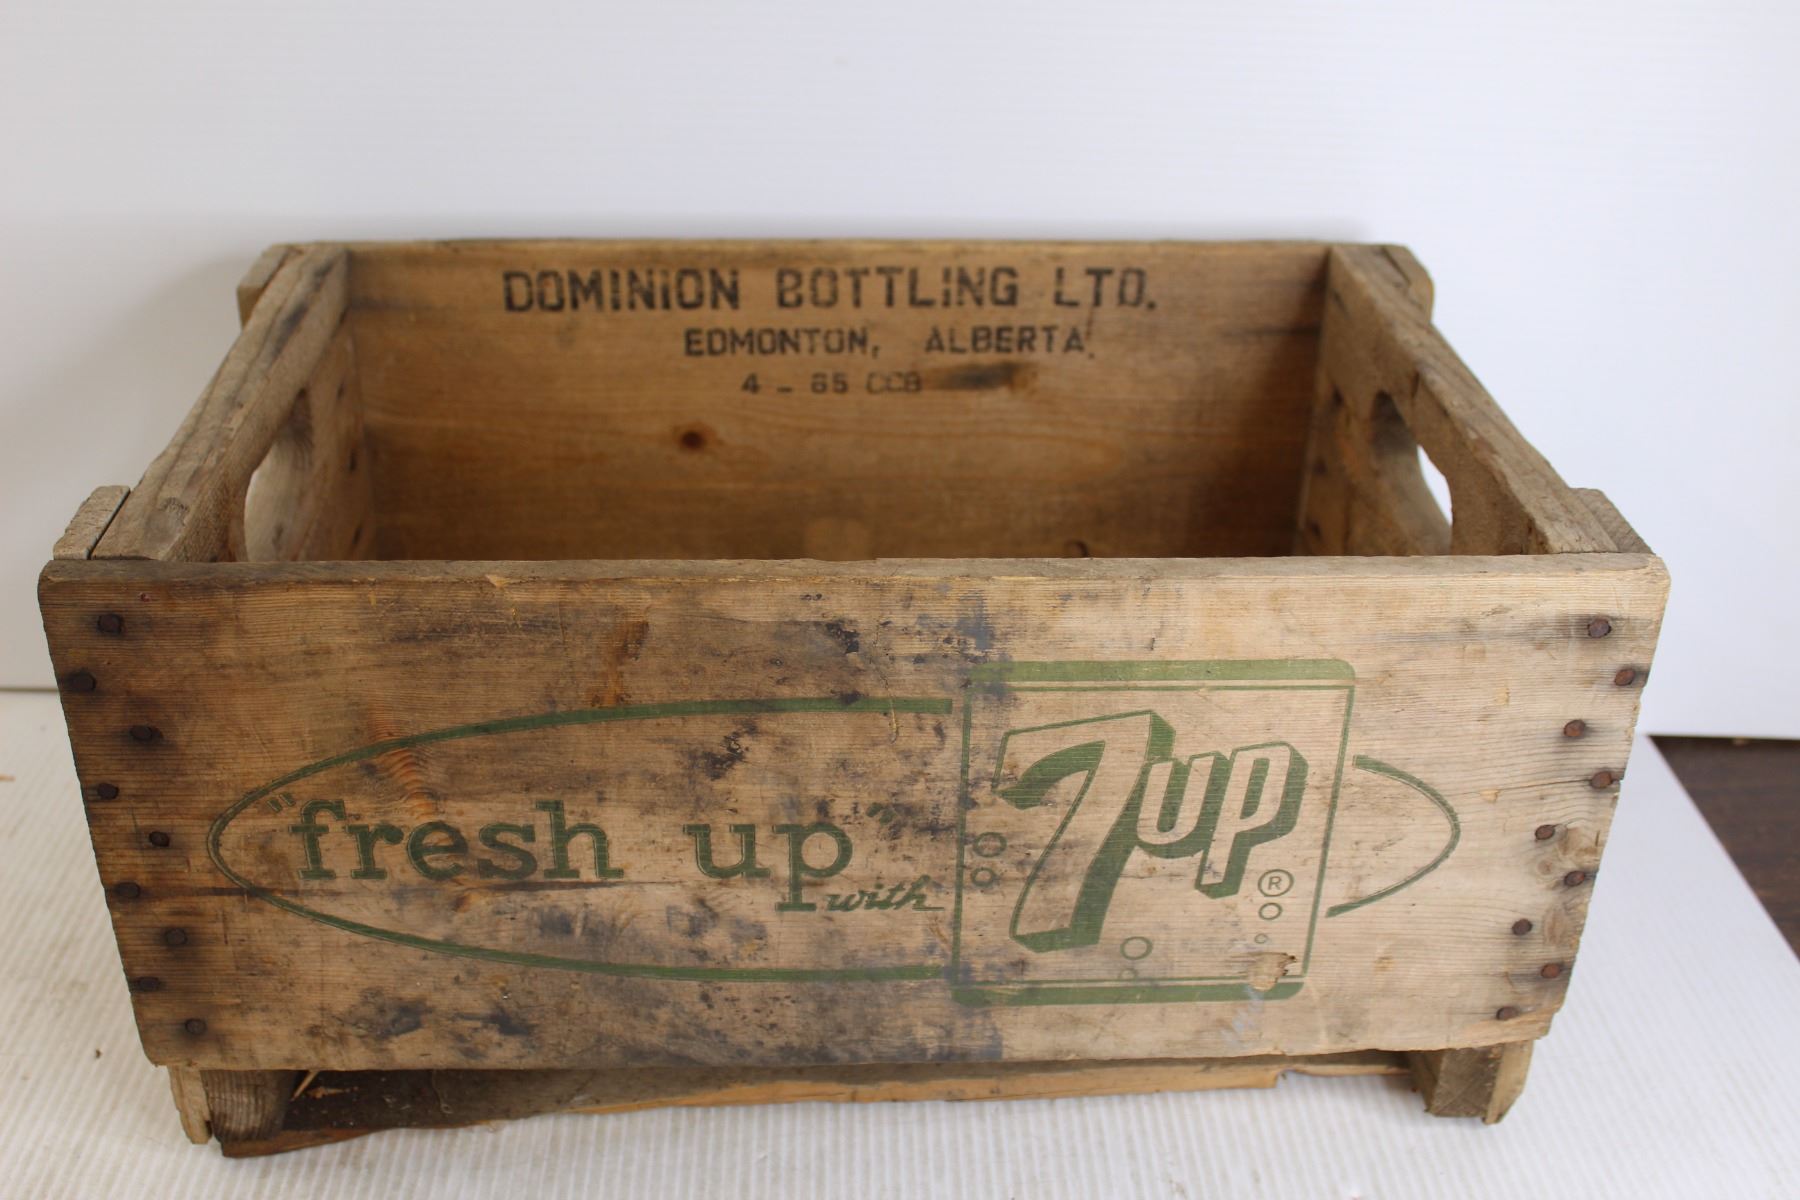 DOMINION BOTTLING LTD.
EDMONTON, ALBERTA.
4 - 65 CCB
"fresh up" with
7up ®